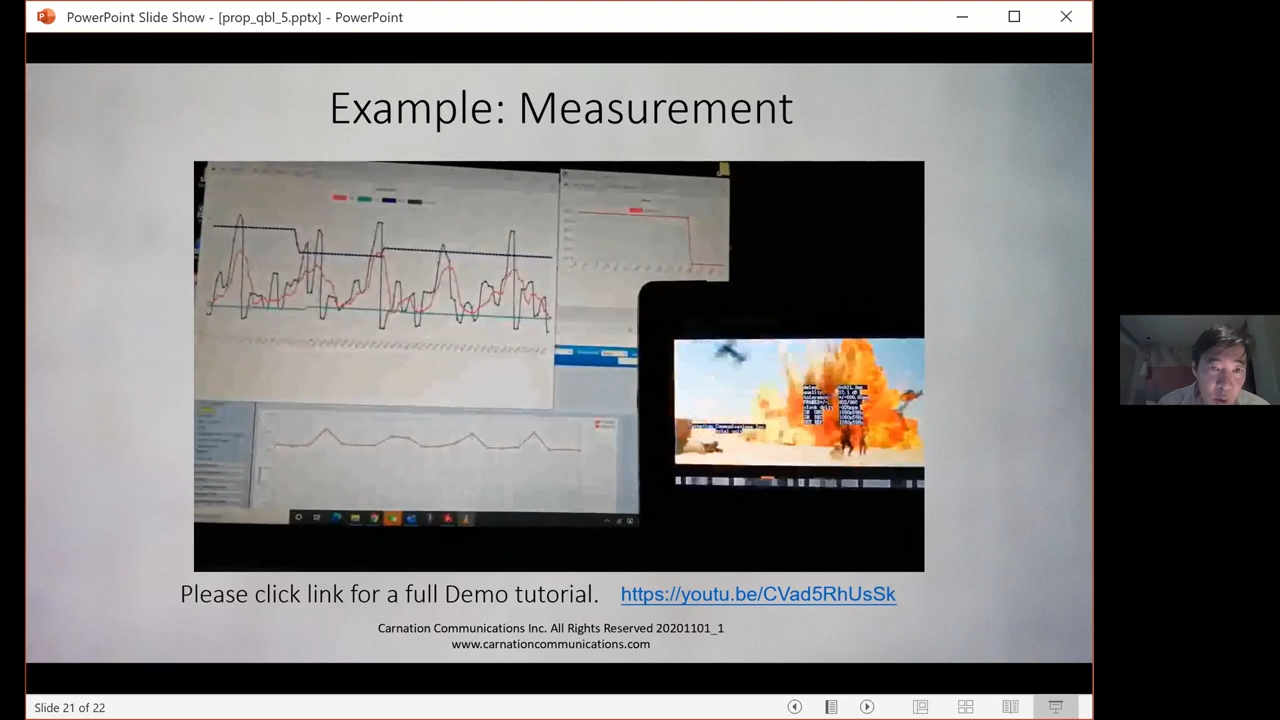 PowerPoint Slide Show - [prop_qbl_5.pptx] - PowerPoint
Example: Measurement
Please click link for a full Demo tutorial. https://youtu.be/CVad5RhUsSk
Carnation Communications Inc. All Rights Reserved 20201101_1
www.carnationcommunications.com
Slide 21 of 22